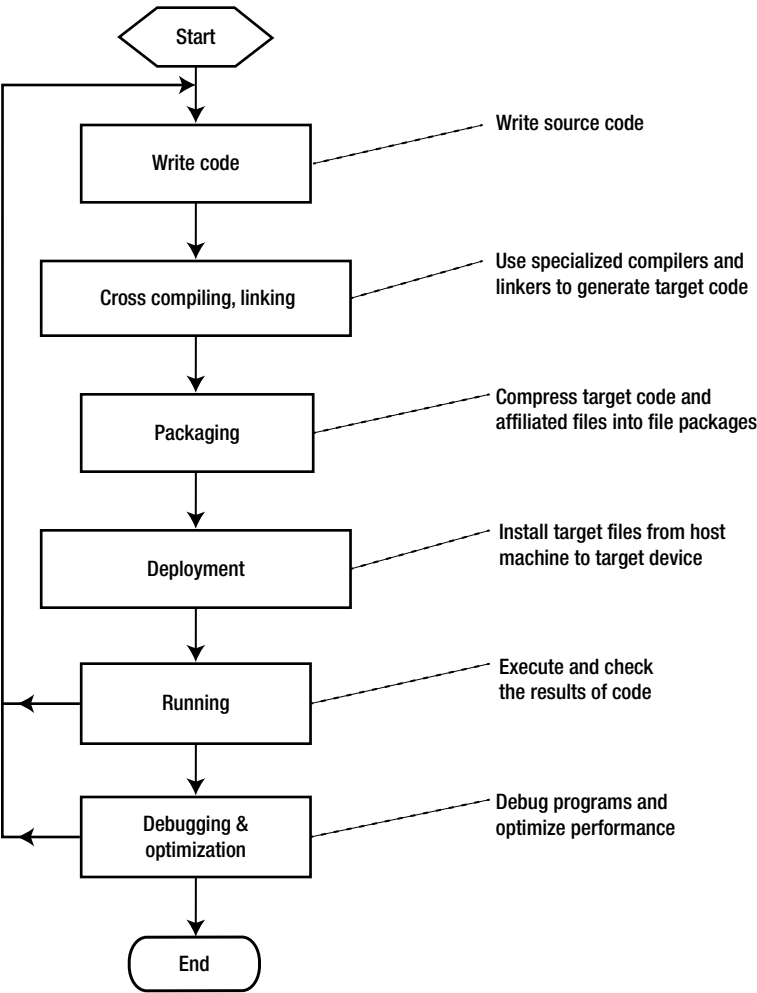 Start
Write code
Write source code
Cross compiling, linking
Use specialized compilers and
linkers to generate target code
Packaging
Compress target code and
affiliated files into file packages
Deployment
Install target files from host
machine to target device
Running
Execute and check
the results of code
Debugging &
optimization
Debug programs and
optimize performance
End